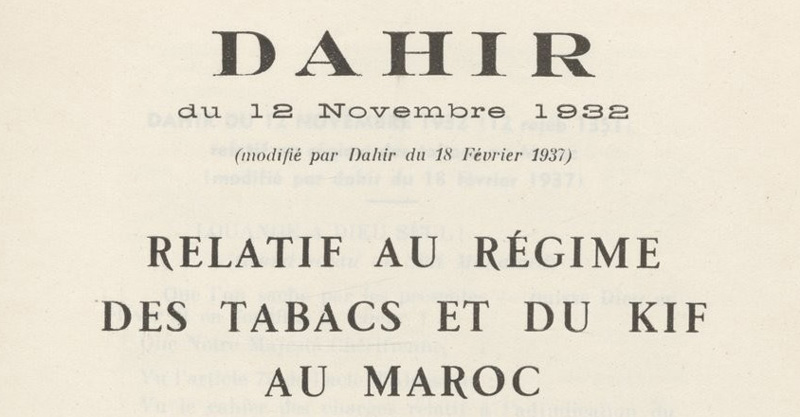 DAHIR
du 12 Novembre 1932
(modifié par Dahir du 18 Février 1937)
RELATIF AU RÉGIME
DES TABACS ET DU KIF
AU MAROC